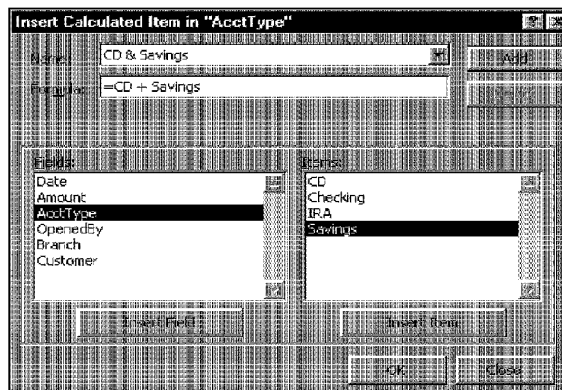 Insert Calculated Item in "AcctType"
Name: CD & Savings Add
Formula: =CD + Savings
Fields: Items:
Date CD
Amount Checking
AcctType IRA
OpenedBy Savings
Branch
Customer
Insert Field Insert Item
OK Close